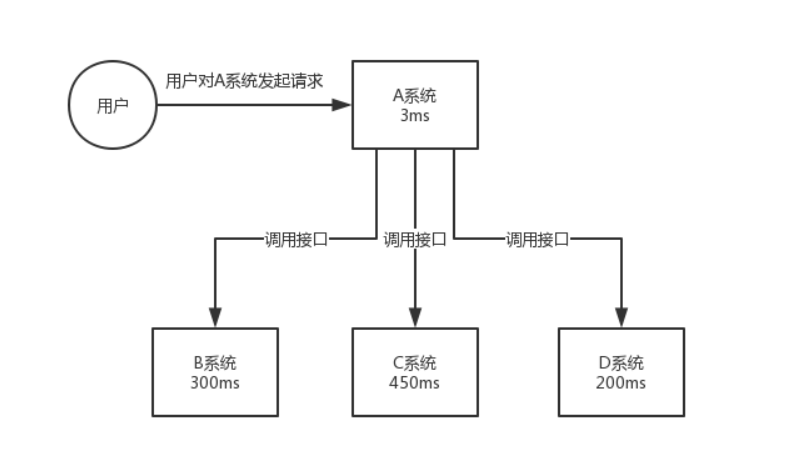 用户对A系统发起请求
用户
A系统
3ms
调用接口
调用接口
调用接口
B系统
300ms
C系统
450ms
D系统
200ms